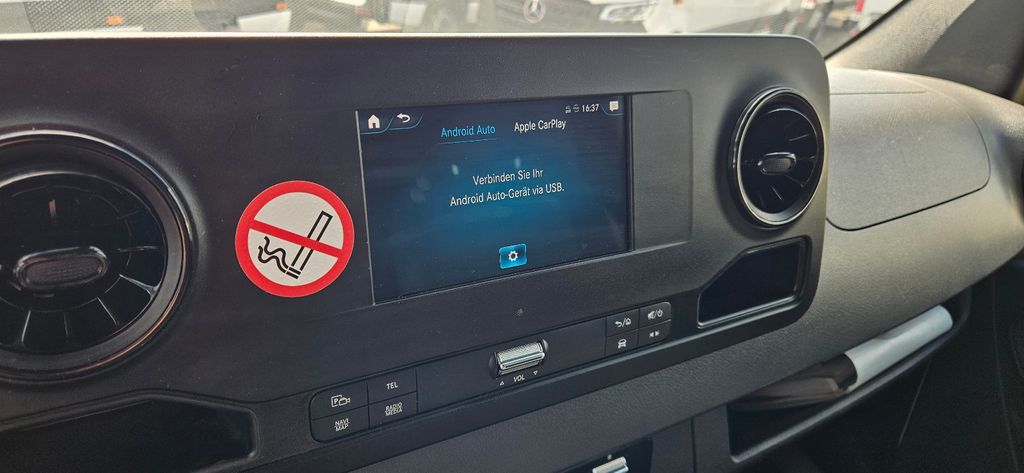 16:37
Android Auto
Apple CarPlay
Verbinden Sie Ihr
Android Auto-Gerät via USB.
VOL
TEL
P
NAVI
MAP
RADIO
MEDIA